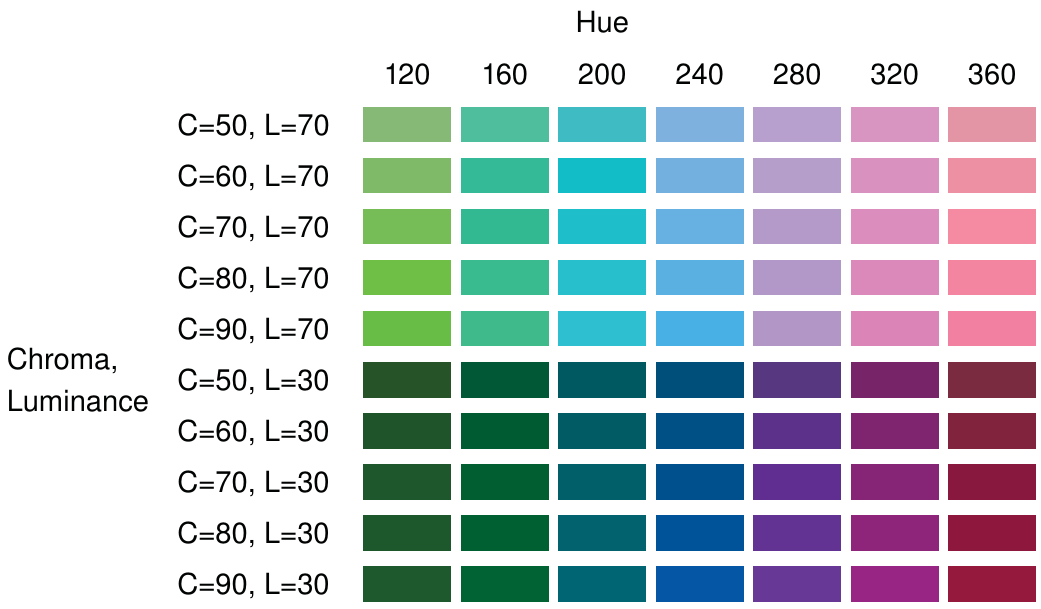 Hue
120 160 200 240 280 320 360
C=50, L=70
C=60, L=70
C=70, L=70
C=80, L=70
C=90, L=70
Chroma,
Luminance
C=50, L=30
C=60, L=30
C=70, L=30
C=80, L=30
C=90, L=30